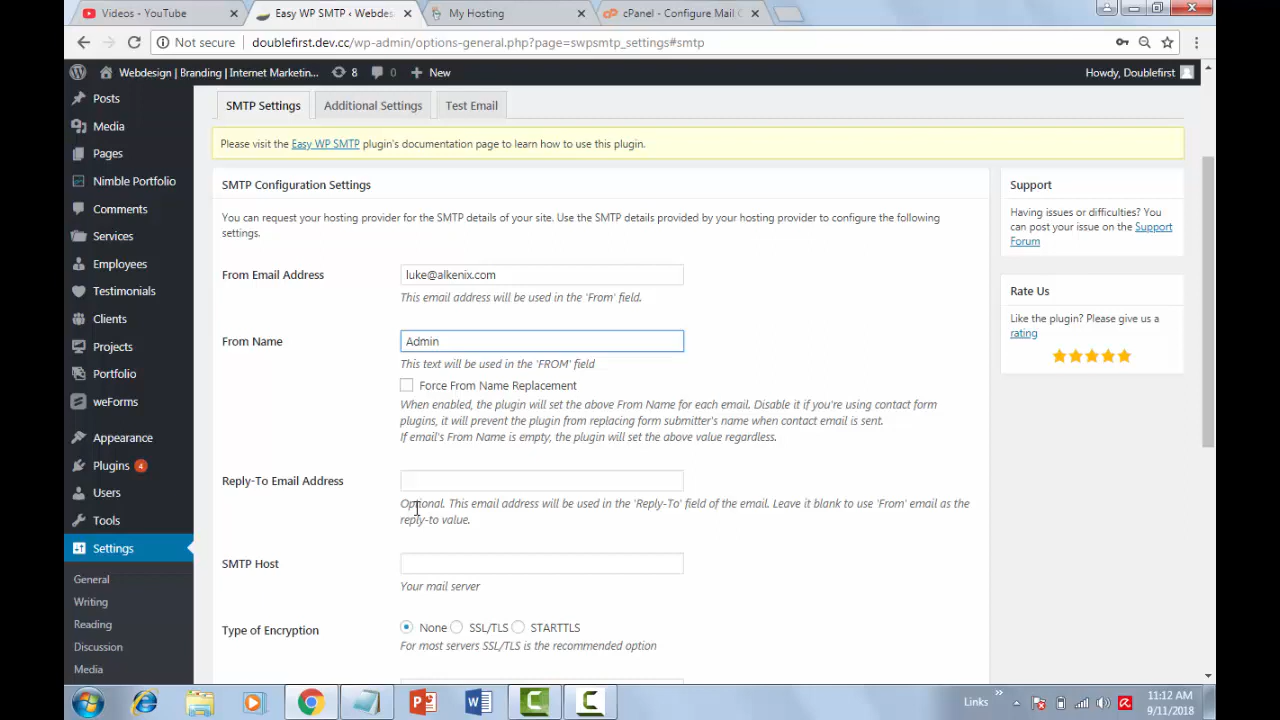 Videos - YouTube
Easy WP SMTP ‹ Webdes
My Hosting
cPanel - Configure Mail C
Not secure
doublefirst.dev.cc/wp-admin/options-general.php?page=swpsmtp_settings#smtp
Webdesign | Branding | Internet Marketin...
8
0
New
Howdy, Doublefirst
Posts
Media
Pages
Nimble Portfolio
Comments
Services
Employees
Testimonials
Clients
Projects
Portfolio
weForms
Appearance
Plugins 4
Users
Tools
Settings
General
Writing
Reading
Discussion
Media
SMTP Settings
Additional Settings
Test Email
Please visit the Easy WP SMTP plugin's documentation page to learn how to use this plugin.
SMTP Configuration Settings
You can request your hosting provider for the SMTP details of your site. Use the SMTP details provided by your hosting provider to configure the following
settings.
From Email Address
luke@alkenix.com
This email address will be used in the 'From' field.
From Name
Admin
This text will be used in the 'FROM' field
Force From Name Replacement
When enabled, the plugin will set the above From Name for each email. Disable it if you're using contact form
plugins, it will prevent the plugin from replacing form submitter's name when contact email is sent.
If email's From Name is empty, the plugin will set the above value regardless.
Reply-To Email Address
Optional. This email address will be used in the 'Reply-To' field of the email. Leave it blank to use 'From' email as the
reply-to value.
SMTP Host
Your mail server
Type of Encryption
None
SSL/TLS
STARTTLS
For most servers SSL/TLS is the recommended option
Support
Having issues or difficulties? You
can post your issue on the Support
Forum
Rate Us
Like the plugin? Please give us a
rating
Links
11:12 AM
9/11/2018